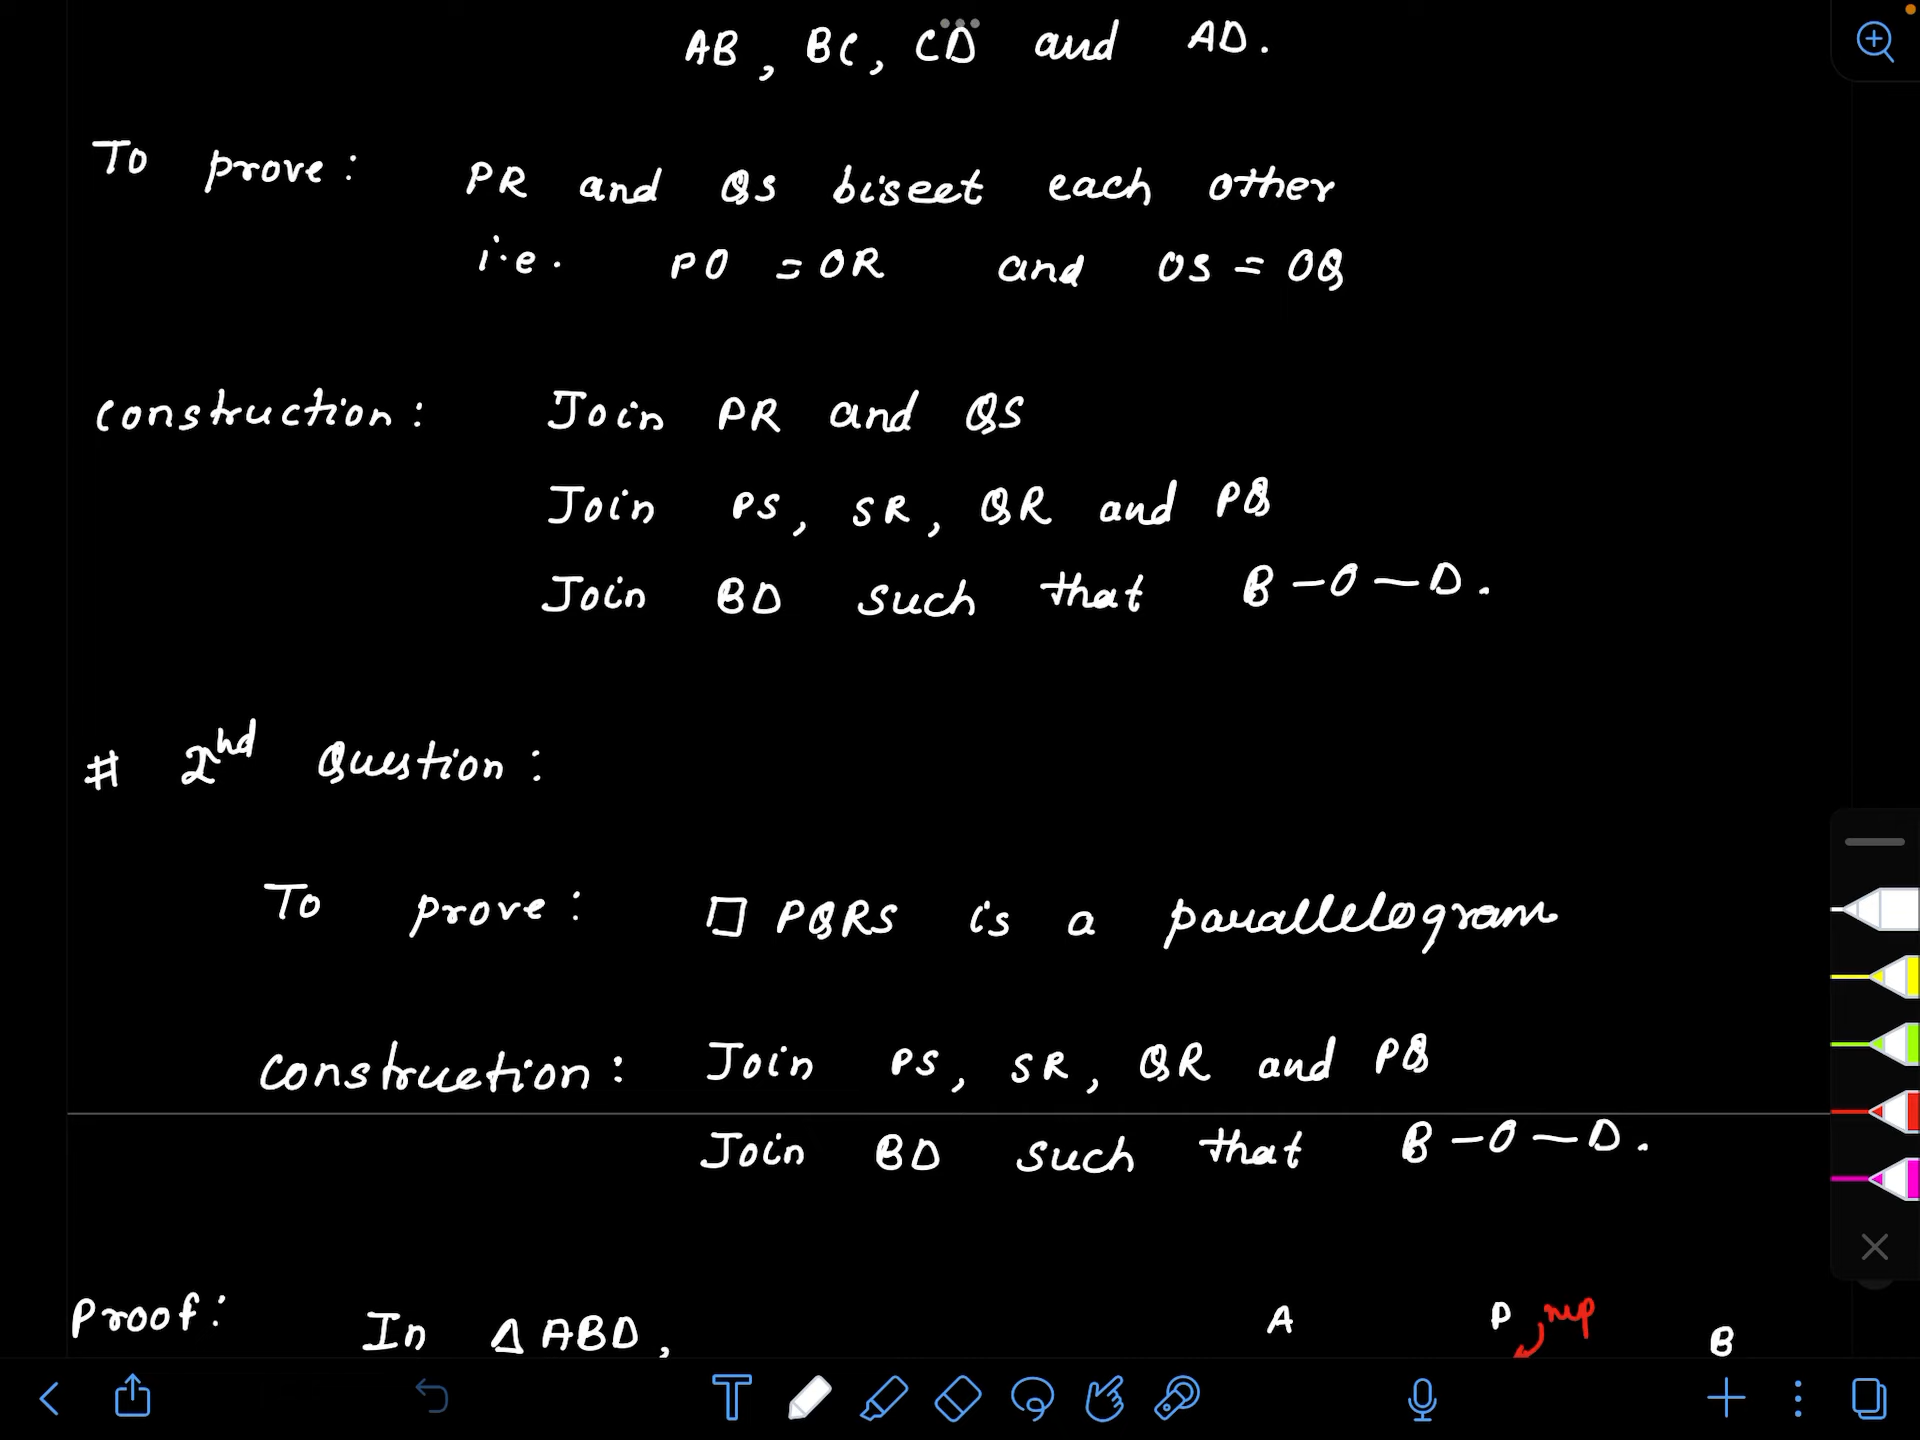 AB, BC, CD and AD.
To prove: PR and QS bisect each other
i.e. PO = OR and OS = OQ
Construction: Join PR and QS
Join PS, SR, QR and PQ
Join BD such that B-O-D.
# 2nd Question:
To prove: □ PQRS is a parallelogram
Construction: Join PS, SR, QR and PQ
Join BD such that B-O-D.
Proof: In Δ ABD,
A P mp B
T